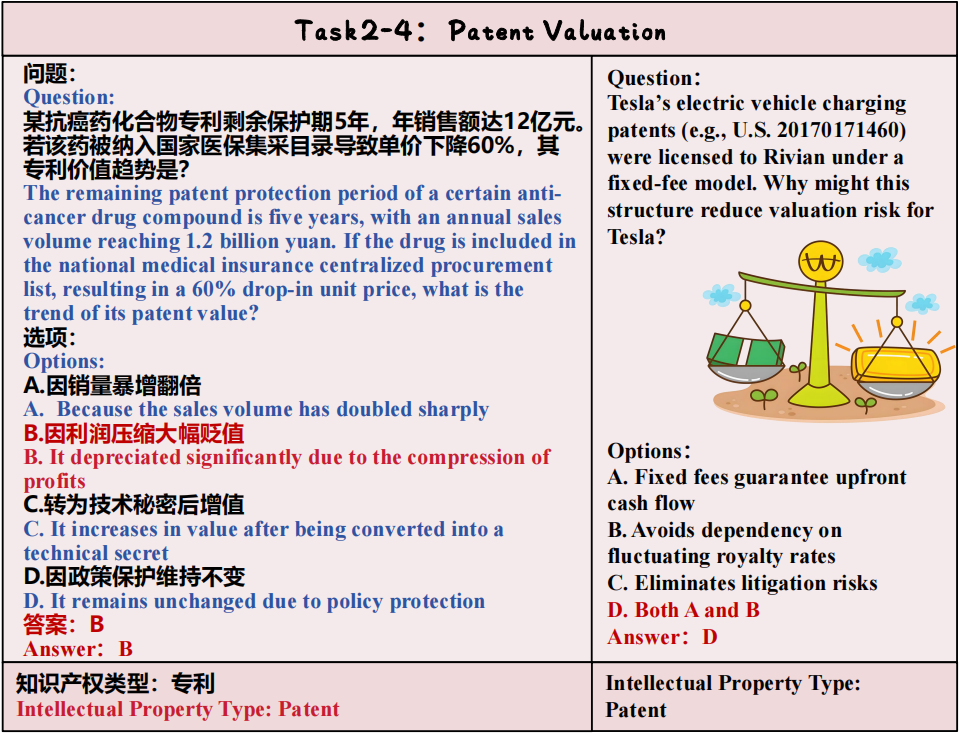 Task2-4：Patent Valuation
问题：
Question:
某抗癌药化合物专利剩余保护期5年，年销售额达12亿元。
若该药被纳入国家医保集采目录导致单价下降60%，其
专利价值趋势是？
The remaining patent protection period of a certain anti-
cancer drug compound is five years, with an annual sales
volume reaching 1.2 billion yuan. If the drug is included in
the national medical insurance centralized procurement
list, resulting in a 60% drop-in unit price, what is the
trend of its patent value?
选项：
Options:
A.因销量暴增翻倍
A. Because the sales volume has doubled sharply
B.因利润压缩大幅贬值
B. It depreciated significantly due to the compression of
profits
C.转为技术秘密后增值
C. It increases in value after being converted into a
technical secret
D.因政策保护维持不变
D. It remains unchanged due to policy protection
答案：B
Answer：B
知识产权类型：专利
Intellectual Property Type: Patent
Question：
Tesla’s electric vehicle charging
patents (e.g., U.S. 20170171460)
were licensed to Rivian under a
fixed-fee model. Why might this
structure reduce valuation risk for
Tesla?
Options：
A. Fixed fees guarantee upfront
cash flow
B. Avoids dependency on
fluctuating royalty rates
C. Eliminates litigation risks
D. Both A and B
Answer：D
Intellectual Property Type:
Patent